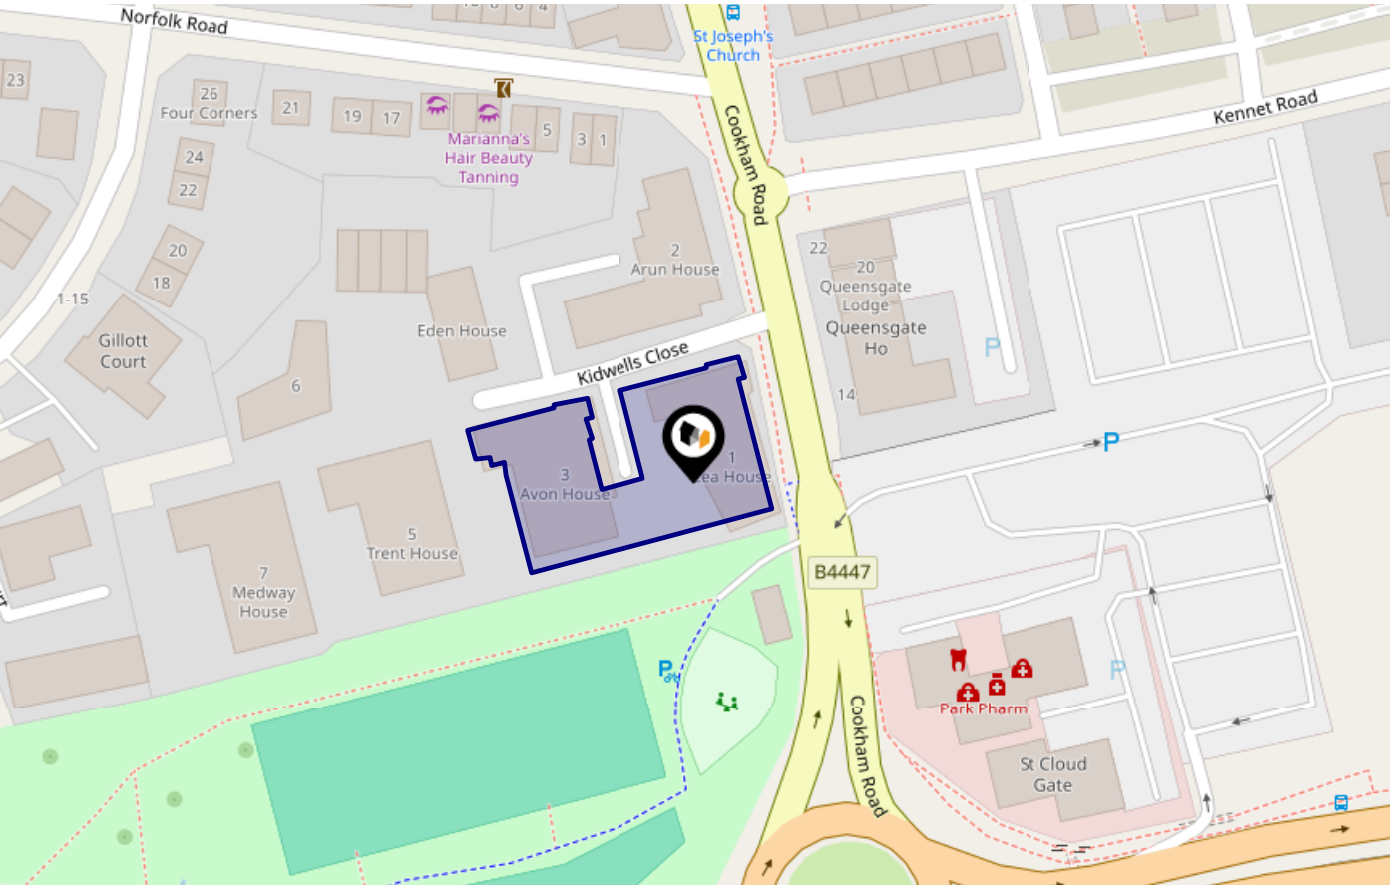 Norfolk Road
St Joseph's
Church
23
26
Four Corners
21
19
17
5
3
1
Marianna's
Hair Beauty
Tanning
24
22
Cookham Road
Kennet Road
20
18
2
Arun House
22
20
Queensgate
Lodge
Queensgate
Ho
P
14
1-15
Gillott
Court
Eden House
6
Kidwells Close
3
Avon House
1
Lea House
5
Trent House
7
Medway
House
P
B4447
P
P
Park Pharm
St Cloud
Gate
Cookham Road